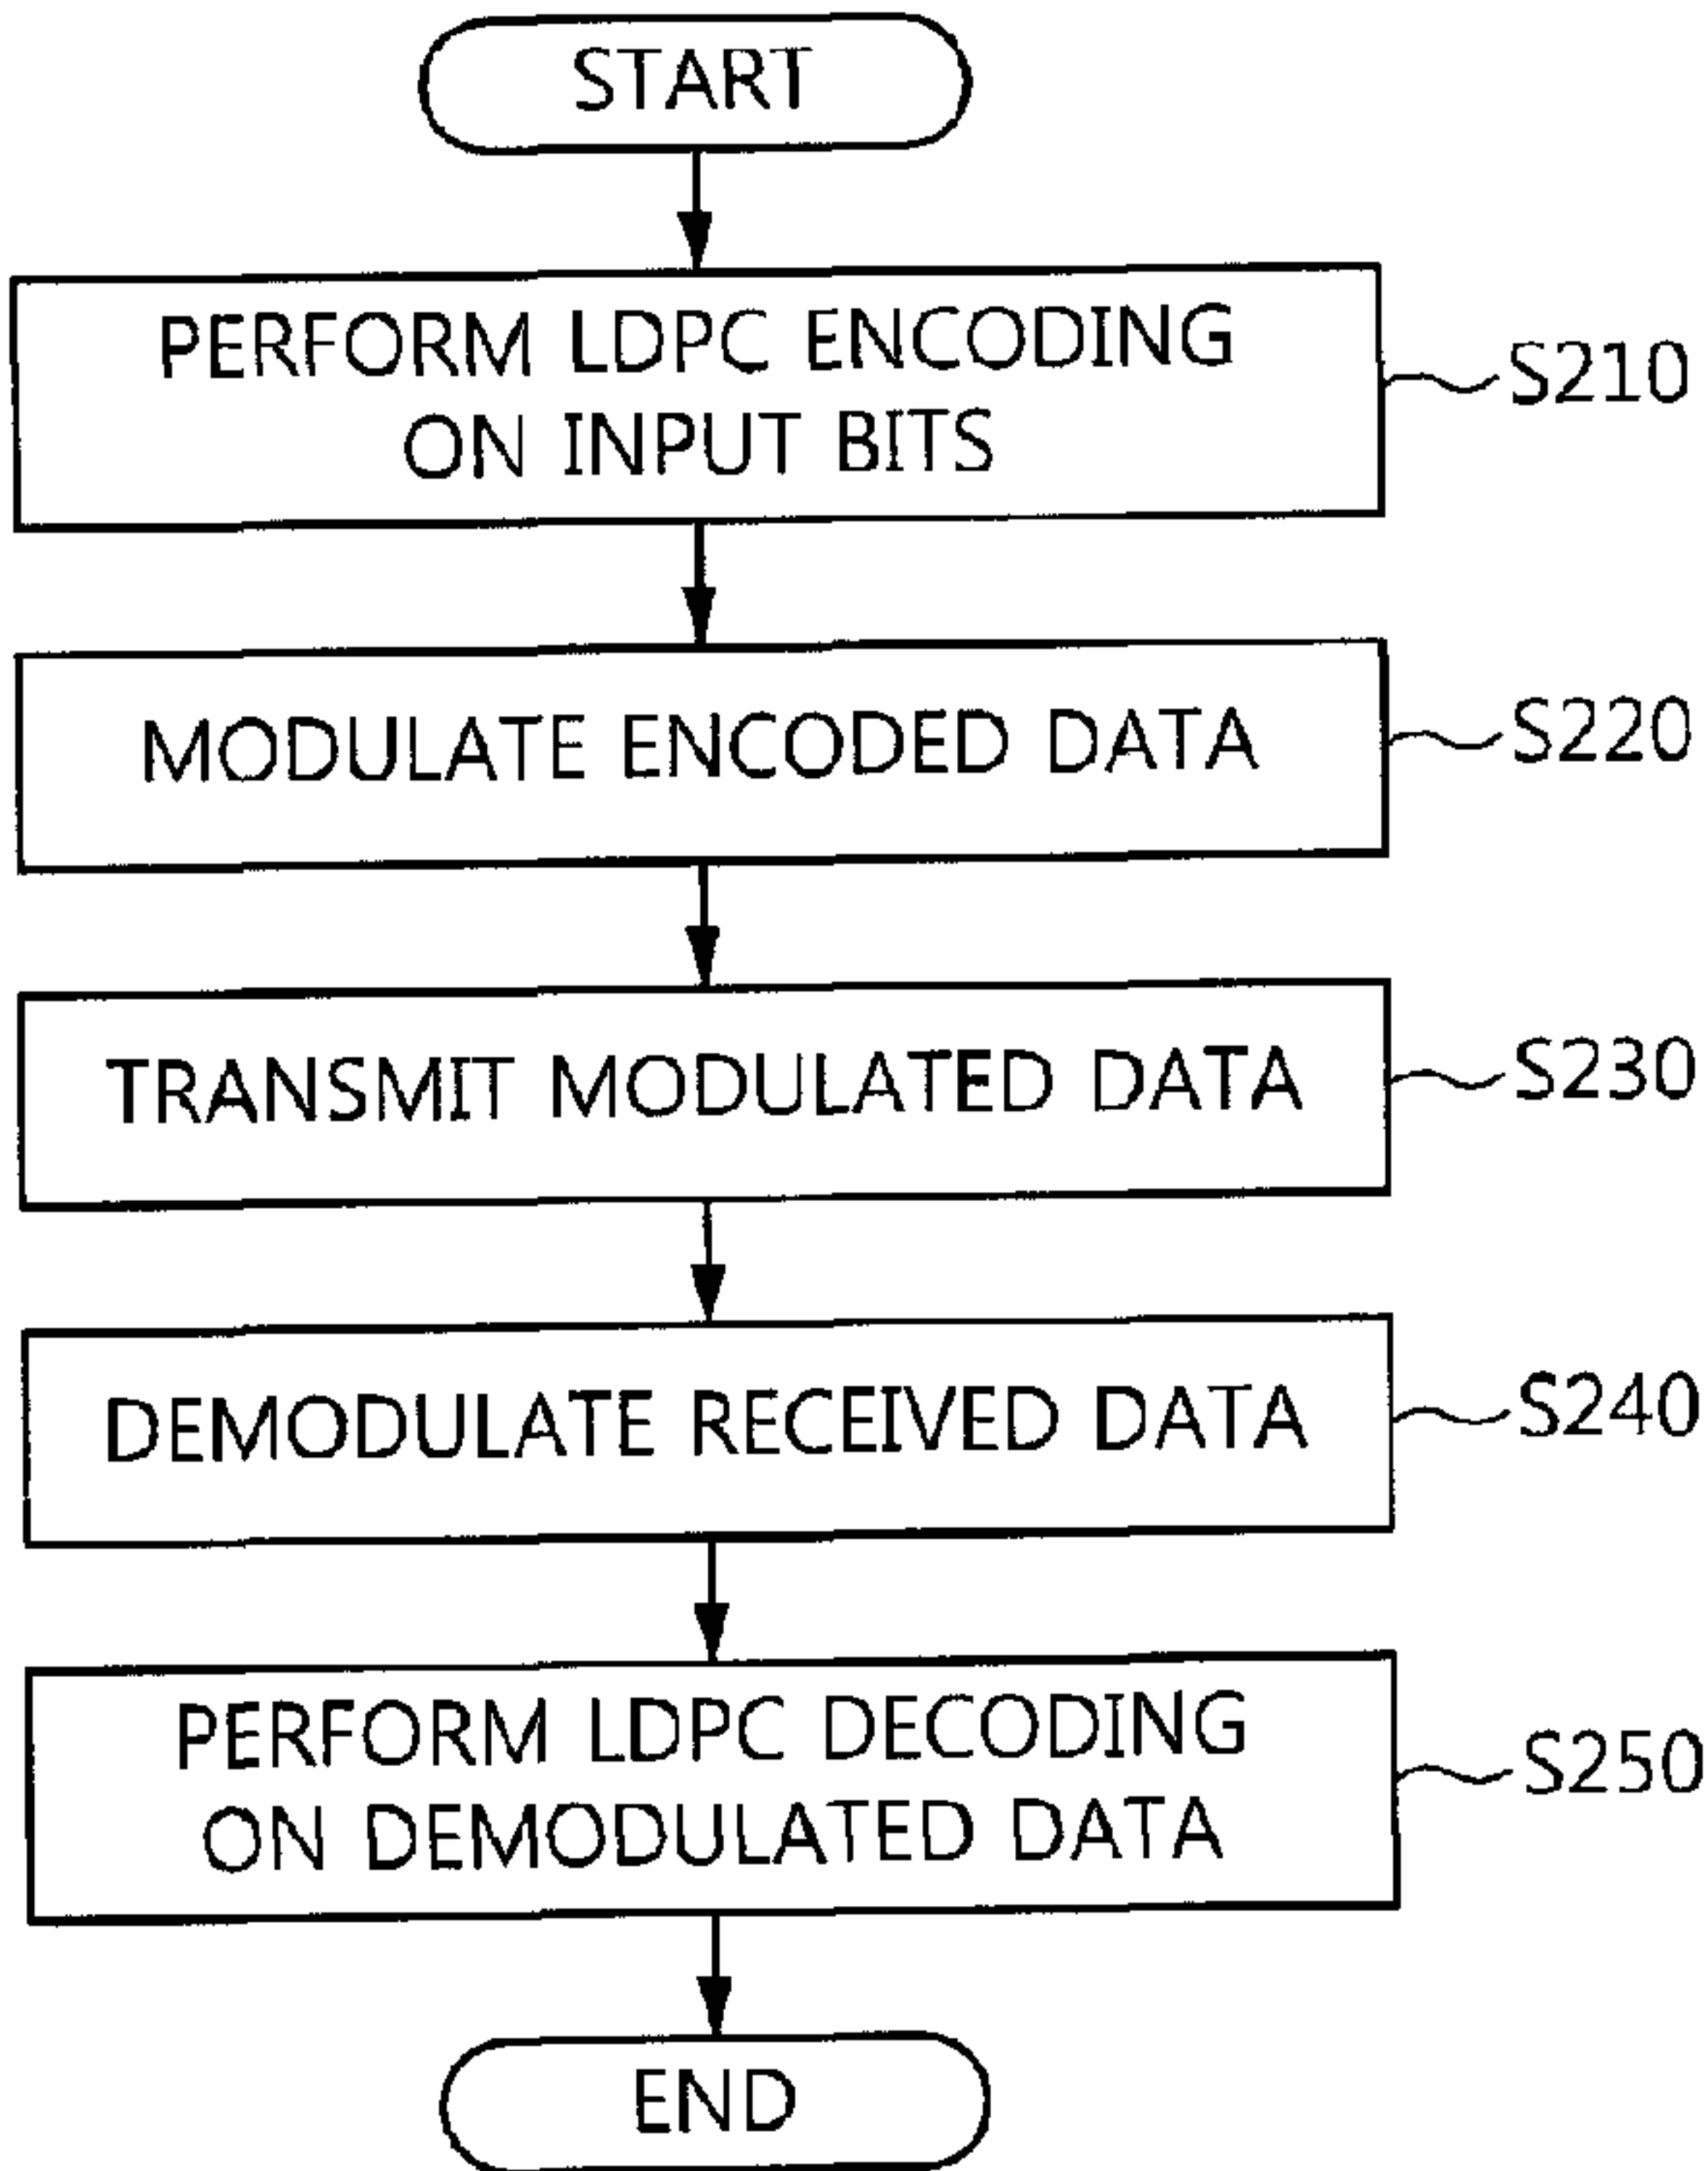 START
PERFORM LDPC ENCODING
ON INPUT BITS
S210
MODULATE ENCODED DATA
S220
TRANSMIT MODULATED DATA
S230
DEMODULATE RECEIVED DATA
S240
PERFORM LDPC DECODING
ON DEMODULATED DATA
S250
END